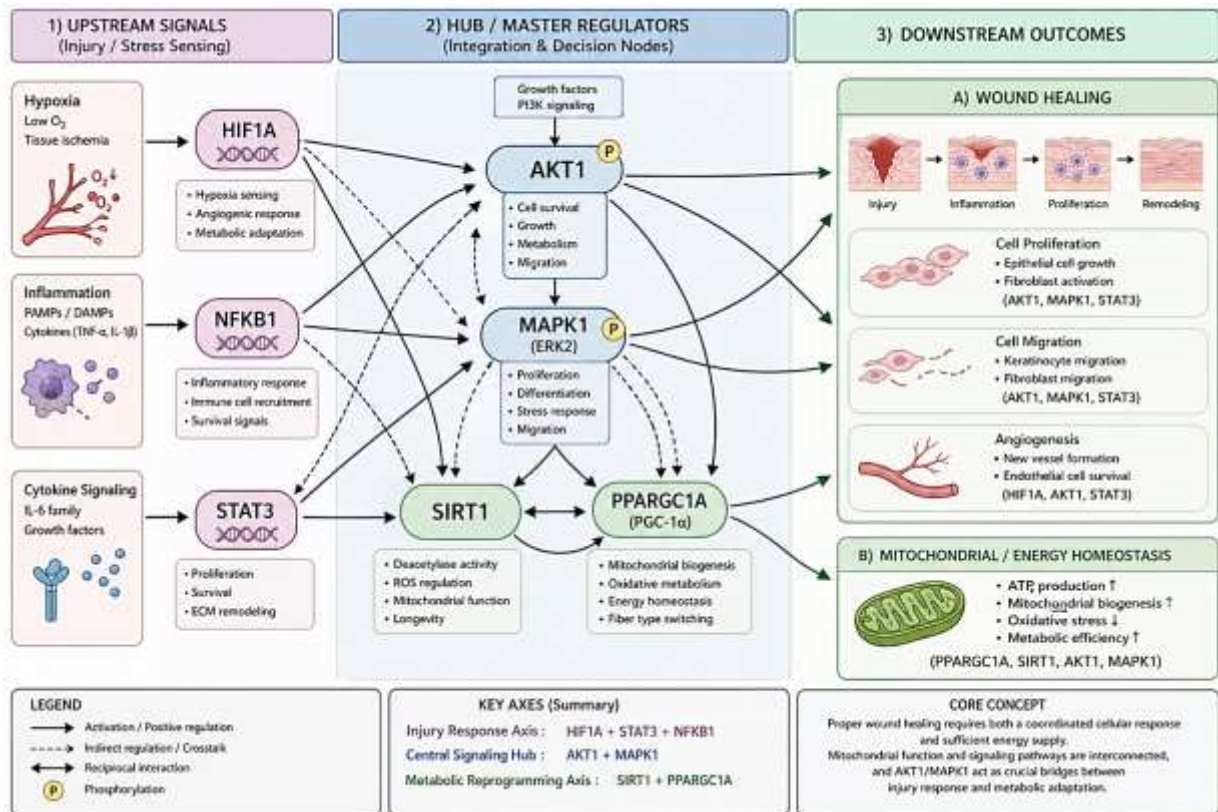 1) UPSTREAM SIGNALS
(Injury / Stress Sensing)
2) HUB / MASTER REGULATORS
(Integration & Decision Nodes)
3) DOWNSTREAM OUTCOMES
Hypoxia
Low O₂
Tissue Ischemia
O₂↓
O₂
HIF1A
• Hypoxia sensing
• Angiogenic response
• Metabolic adaptation
Inflammation
PAMPs / DAMPs
Cytokines (TNF-α, IL-1β)
NFKB1
• Inflammatory response
• Immune cell recruitment
• Survival signals
Cytokine Signaling
IL-6 family
Growth factors
STAT3
• Proliferation
• Survival
• ECM remodeling
Growth factors
PI3K signaling
AKT1
P
• Cell survival
• Growth
• Metabolism
• Migration
MAPK1
(ERK2)
P
• Proliferation
• Differentiation
• Stress response
• Migration
SIRT1
• Deacetylase activity
• ROS regulation
• Mitochondrial function
• Longevity
PPARGC1A
(PGC-1α)
• Mitochondrial biogenesis
• Oxidative metabolism
• Energy homeostasis
• Fiber type switching
A) WOUND HEALING
Injury
Inflammation
Proliferation
Remodeling
Cell Proliferation
• Epithelial cell growth
• Fibroblast activation
(AKT1, MAPK1, STAT3)
Cell Migration
• Keratinocyte migration
• Fibroblast migration
(AKT1, MAPK1, STAT3)
Angiogenesis
• New vessel formation
• Endothelial cell survival
(HIF1A, AKT1, STAT3)
B) MITOCHONDRIAL / ENERGY HOMEOSTASIS
• ATP production ↑
• Mitochondrial biogenesis ↑
• Oxidative stress ↓
• Metabolic efficiency ↑
(PPARGC1A, SIRT1, AKT1, MAPK1)
LEGEND
Activation / Positive regulation
Indirect regulation / Crosstalk
Reciprocal interaction
P Phosphorylation
KEY AXES (Summary)
Injury Response Axis : HIF1A + STAT3 + NFKB1
Central Signaling Hub : AKT1 + MAPK1
Metabolic Reprogramming Axis : SIRT1 + PPARGC1A
CORE CONCEPT
Proper wound healing requires both a coordinated cellular response
and sufficient energy supply.
Mitochondrial function and signaling pathways are interconnected,
and AKT1/MAPK1 act as crucial bridges between
injury response and metabolic adaptation.